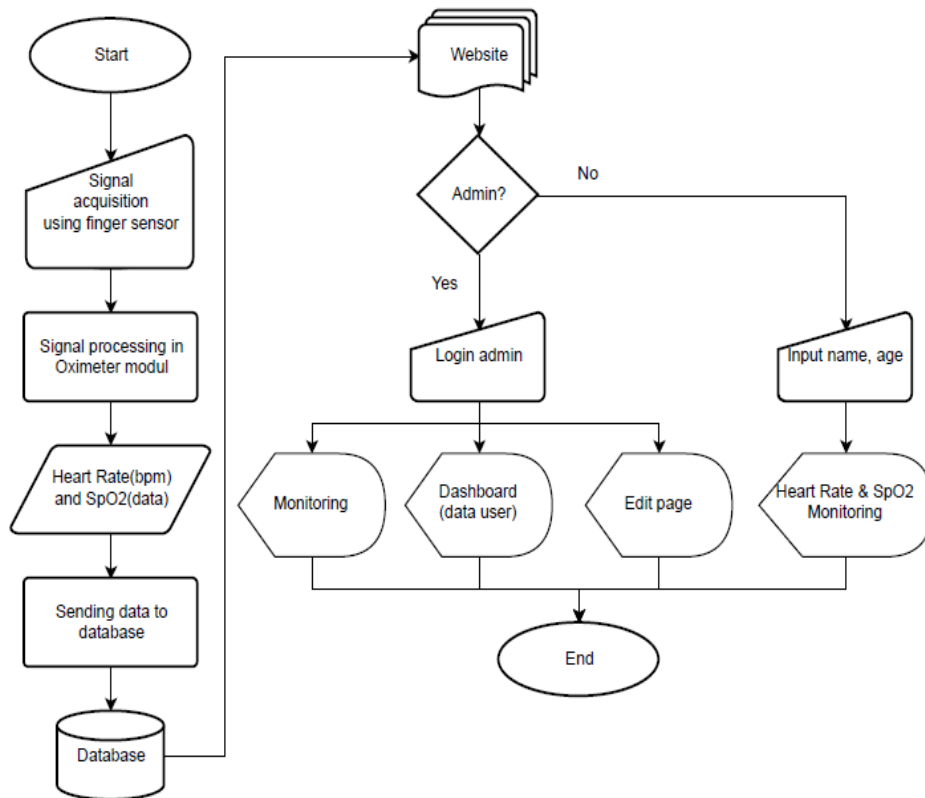 Start
Signal
acquisition
using finger sensor
Signal processing in
Oximeter modul
Heart Rate(bpm)
and SpO2(data)
Sending data to
database
Database
Website
Admin?
No
Yes
Login admin
Input name, age
Monitoring
Dashboard
(data user)
Edit page
Heart Rate & SpO2
Monitoring
End